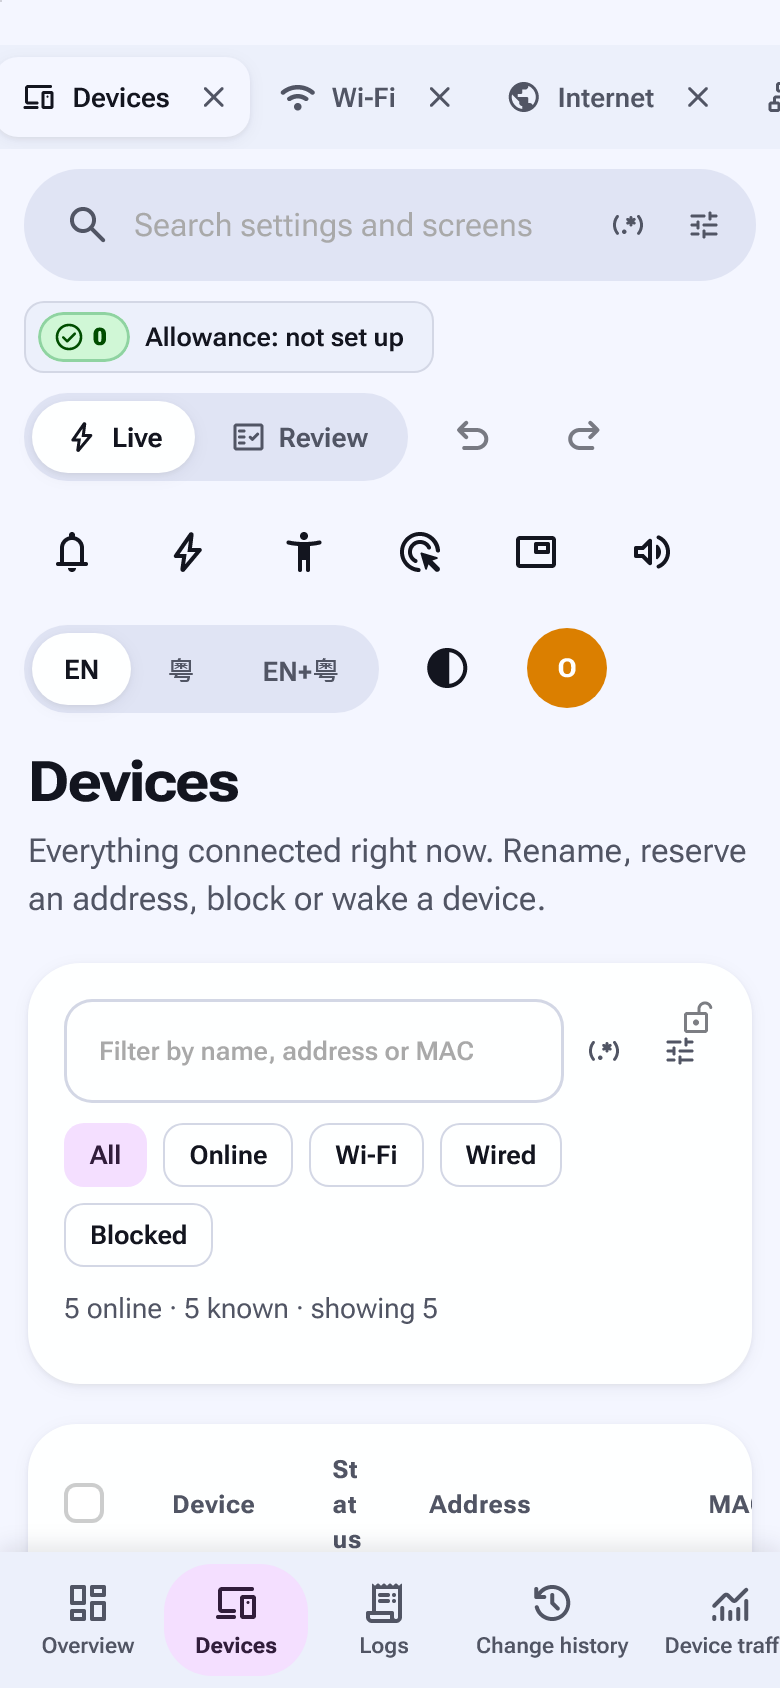 Devices
Wi-Fi
Internet
Search settings and screens
(.*)
0
Allowance: not set up
Live
Review
EN
粵
EN+粵
O
Devices
Everything connected right now. Rename, reserve
an address, block or wake a device.
Filter by name, address or MAC
(.*)
All
Online
Wi-Fi
Wired
Blocked
5 online · 5 known · showing 5
Device
St
at
us
Address
MA
Overview
Devices
Logs
Change history
Device traff